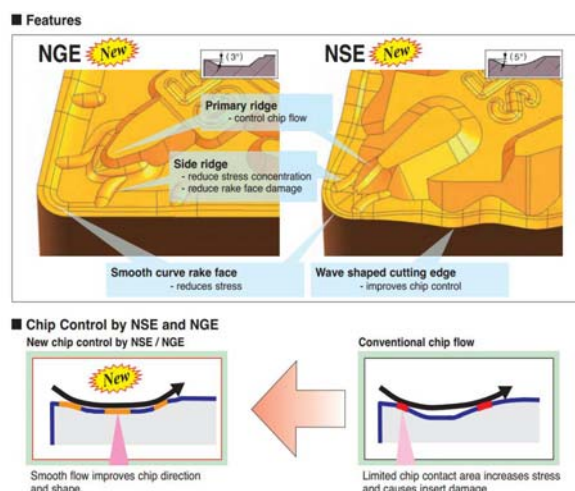 ■ Features
NGE New (3°)
NSE New (5°)
Primary ridge
- control chip flow
Side ridge
- reduce stress concentration
- reduce rake face damage
Smooth curve rake face
- reduces stress
Wave shaped cutting edge
- improves chip control
■ Chip Control by NSE and NGE
New chip control by NSE / NGE
New
Smooth flow improves chip direction
and shape
Conventional chip flow
Limited chip contact area increases stress
and causes insert damage